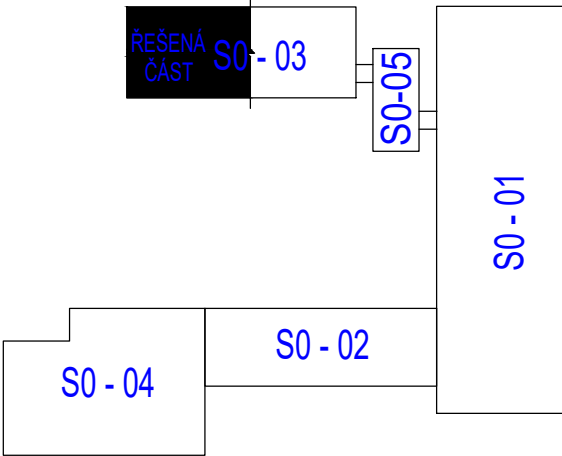 ŘEŠENÁ
ČÁST
S0 - 03
S0-05
S0 - 01
S0 - 02
S0 - 04